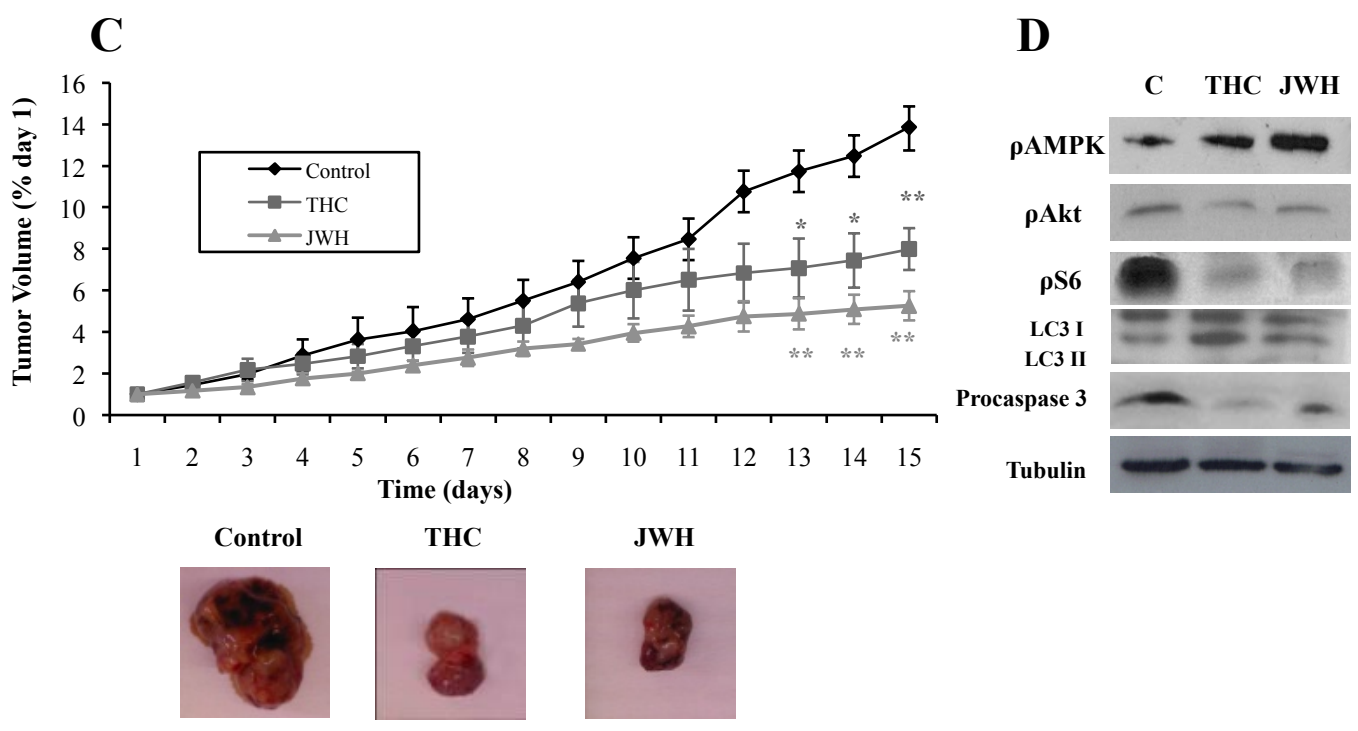 C
Tumor Volume (% day 1)
16
14
12
10
8
6
4
2
0
Control
THC
JWH
*
*
**
**
**
**
1 2 3 4 5 6 7 8 9 10 11 12 13 14 15
Time (days)
Control THC JWH
D
C THC JWH
ρAMPK
ρAkt
ρS6
LC3 I
LC3 II
Procaspase 3
Tubulin